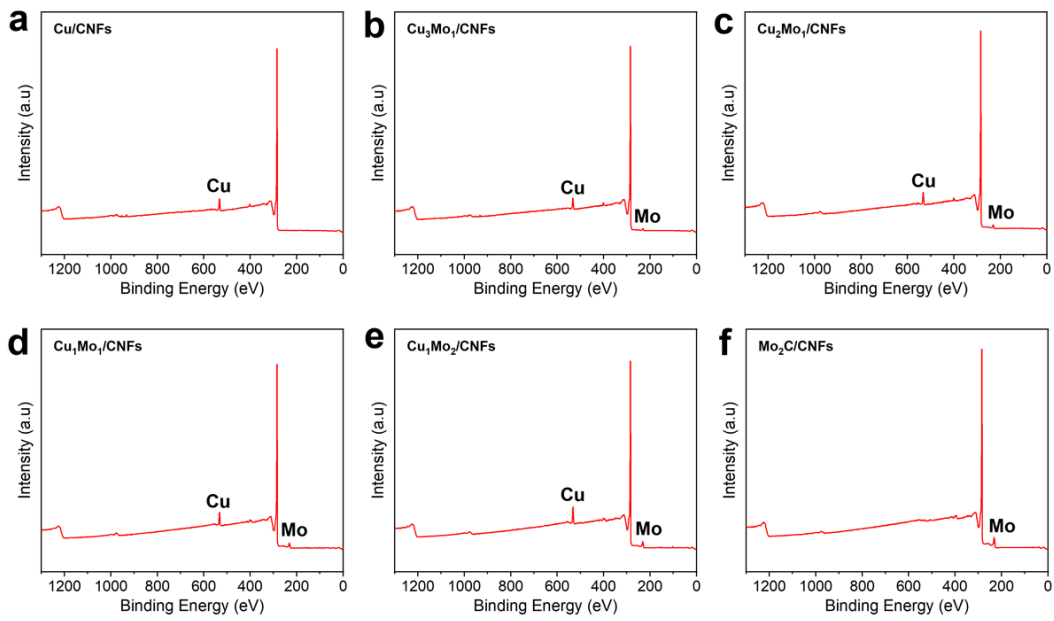 a
Cu/CNFs
Cu
Intensity (a.u)
1200 1000 800 600 400 200 0
Binding Energy (eV)
b
Cu₃Mo₁/CNFs
Cu
Mo
Intensity (a.u)
1200 1000 800 600 400 200 0
Binding Energy (eV)
c
Cu₂Mo₁/CNFs
Cu
Mo
Intensity (a.u)
1200 1000 800 600 400 200 0
Binding Energy (eV)
d
Cu₁Mo₁/CNFs
Cu
Mo
Intensity (a.u)
1200 1000 800 600 400 200 0
Binding Energy (eV)
e
Cu₁Mo₂/CNFs
Cu
Mo
Intensity (a.u)
1200 1000 800 600 400 200 0
Binding Energy (eV)
f
Mo₂C/CNFs
Mo
Intensity (a.u)
1200 1000 800 600 400 200 0
Binding Energy (eV)